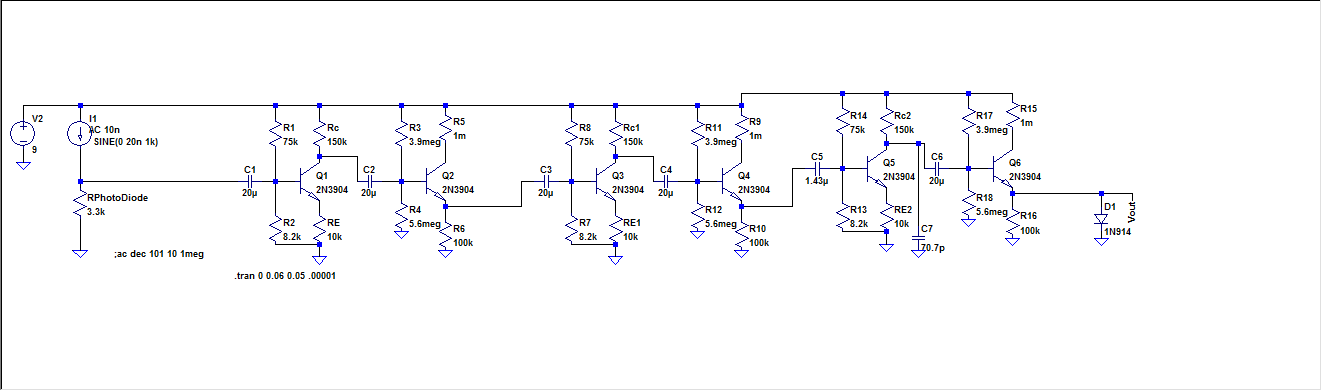 V2
9
I1
AC 10n
SINE(0 20n 1k)
RPhotoDiode
3.3k
;ac dec 101 10 1meg
.tran 0 0.06 0.05 .00001
C1
20µ
R1
75k
R2
8.2k
Rc
150k
Q1
2N3904
RE
10k
C2
20µ
R3
3.9meg
R4
5.6meg
R5
1m
Q2
2N3904
R6
100k
C3
20µ
R8
75k
R7
8.2k
Rc1
150k
Q3
2N3904
RE1
10k
C4
20µ
R11
3.9meg
R12
5.6meg
R9
1m
Q4
2N3904
R10
100k
C5
1.43µ
R14
75k
R13
8.2k
Rc2
150k
Q5
2N3904
RE2
10k
C7
70.7p
C6
20µ
R17
3.9meg
R18
5.6meg
R15
1m
Q6
2N3904
R16
100k
D1
1N914
Vout